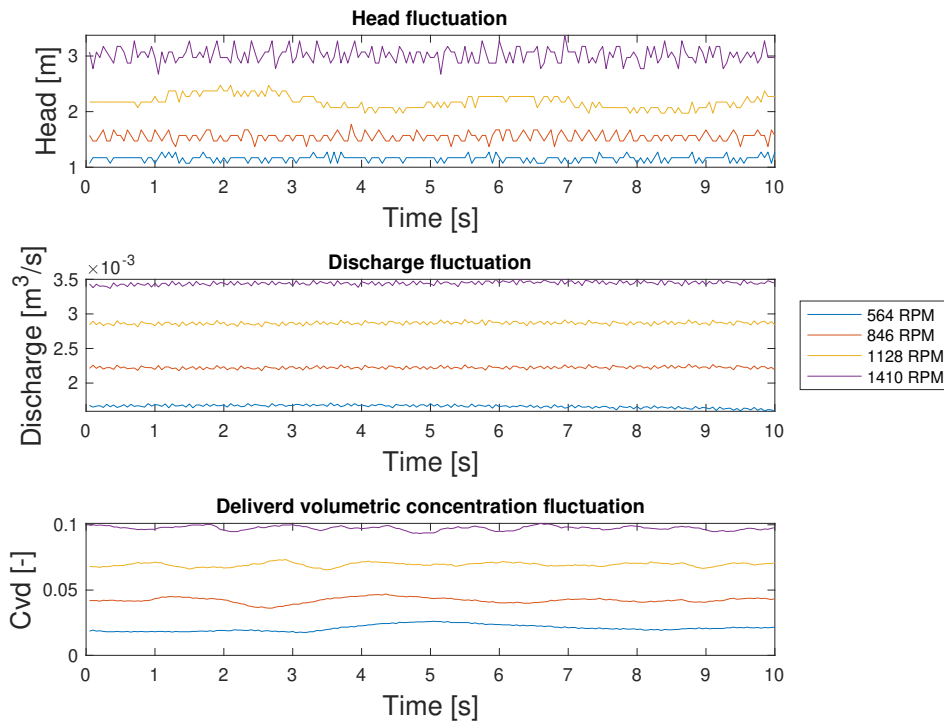 Head fluctuation
Head [m]
3
2
1
0 1 2 3 4 5 6 7 8 9 10
Time [s]
×10⁻³
Discharge fluctuation
Discharge [m³/s]
3.5
3
2.5
2
0 1 2 3 4 5 6 7 8 9 10
Time [s]
564 RPM
846 RPM
1128 RPM
1410 RPM
Deliverd volumetric concentration fluctuation
Cvd [-]
0.1
0.05
0
0 1 2 3 4 5 6 7 8 9 10
Time [s]